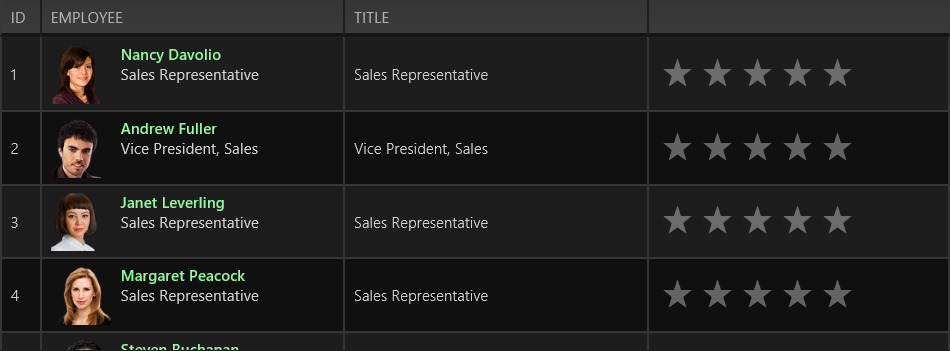 ID EMPLOYEE TITLE
1 Nancy Davolio
Sales Representative Sales Representative
2 Andrew Fuller
Vice President, Sales Vice President, Sales
3 Janet Leverling
Sales Representative Sales Representative
4 Margaret Peacock
Sales Representative Sales Representative
Steven Buchanan